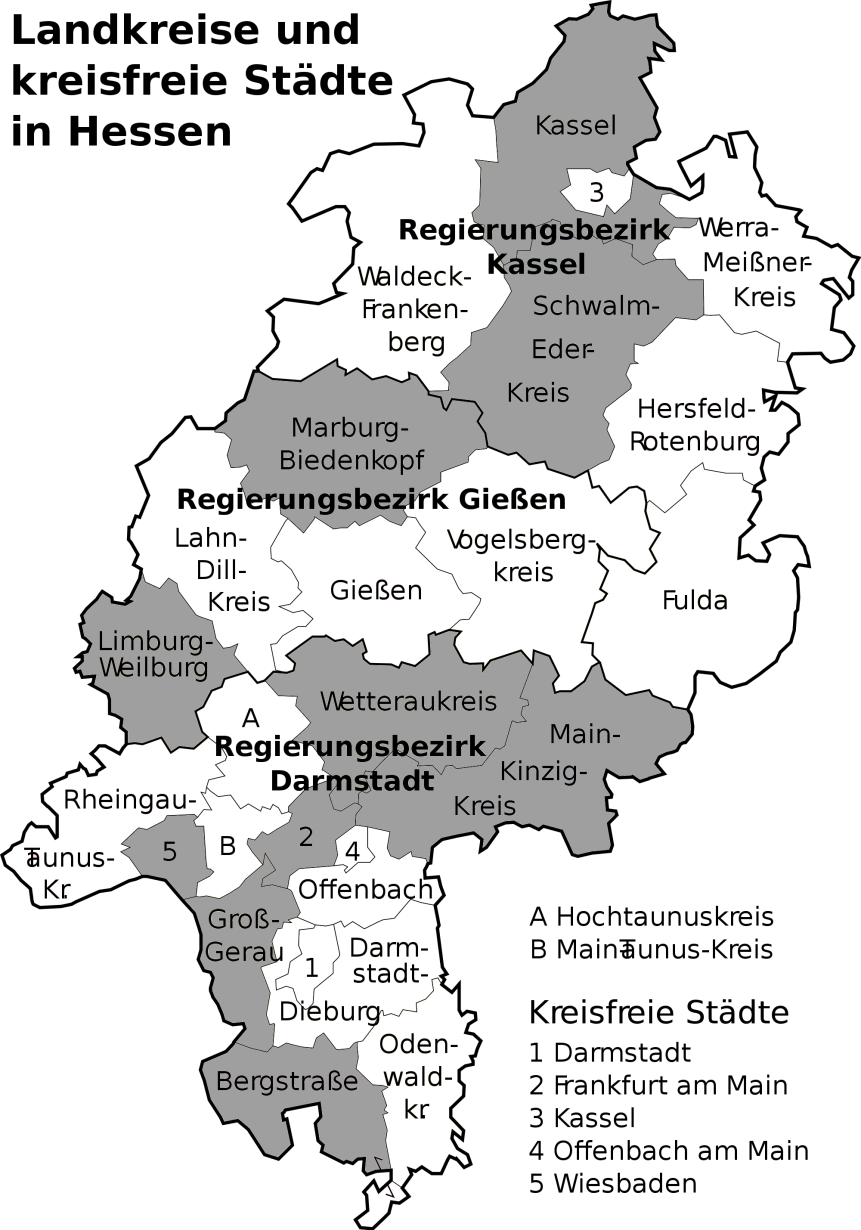 Landkreise und
kreisfreie Städte
in Hessen
Kassel
3
Regierungsbezirk
Kassel
Werra-
Meißner-
Kreis
Waldeck-
Franken-
berg
Schwalm-
Eder-
Kreis
Hersfeld-
Rotenburg
Marburg-
Biedenkopf
Regierungsbezirk Gießen
Lahn-
Dill-
Kreis
Gießen
Vogelsberg-
kreis
Fulda
Limburg-
Weilburg
A
Wetteraukreis
Regierungsbezirk
Darmstadt
Main-
Kinzig-
Kreis
Rheingau-
Taunus-
Kr.
5
B
2
4
Offenbach
Groß-
Gerau
1
Darm-
stadt-
Dieburg
Oden-
wald-
kr.
Bergstraße
A Hochtaunuskreis
B Main-Taunus-Kreis
Kreisfreie Städte
1 Darmstadt
2 Frankfurt am Main
3 Kassel
4 Offenbach am Main
5 Wiesbaden